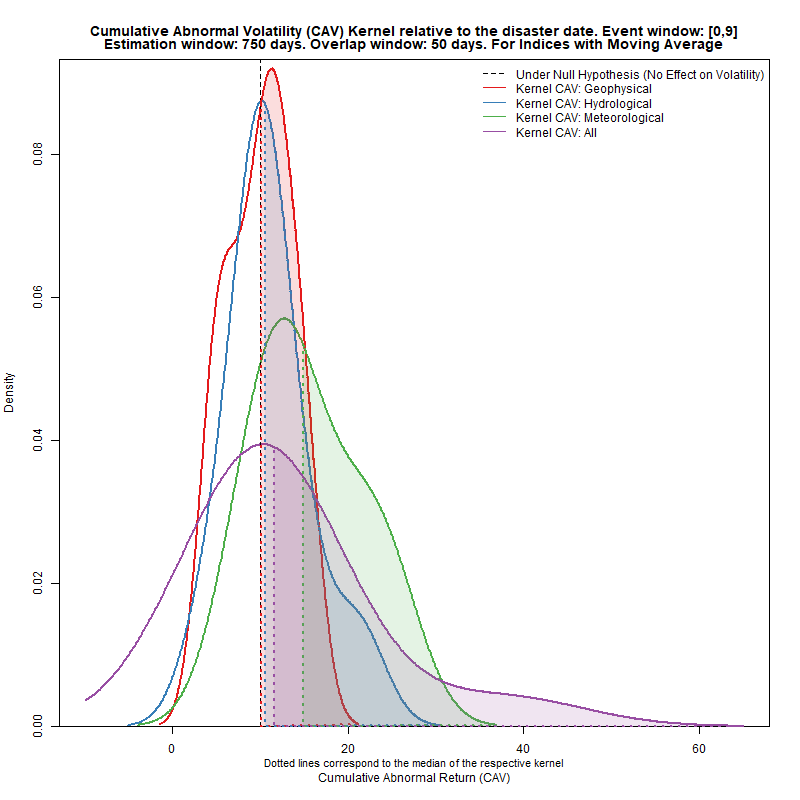 Cumulative Abnormal Volatility (CAV) Kernel relative to the disaster date. Event window: [0,9]
Estimation window: 750 days. Overlap window: 50 days. For Indices with Moving Average
Under Null Hypothesis (No Effect on Volatility)
Kernel CAV: Geophysical
Kernel CAV: Hydrological
Kernel CAV: Meteorological
Kernel CAV: All
Density
0.08
0.06
0.04
0.02
0.00
0 20 40 60
Dotted lines correspond to the median of the respective kernel
Cumulative Abnormal Return (CAV)